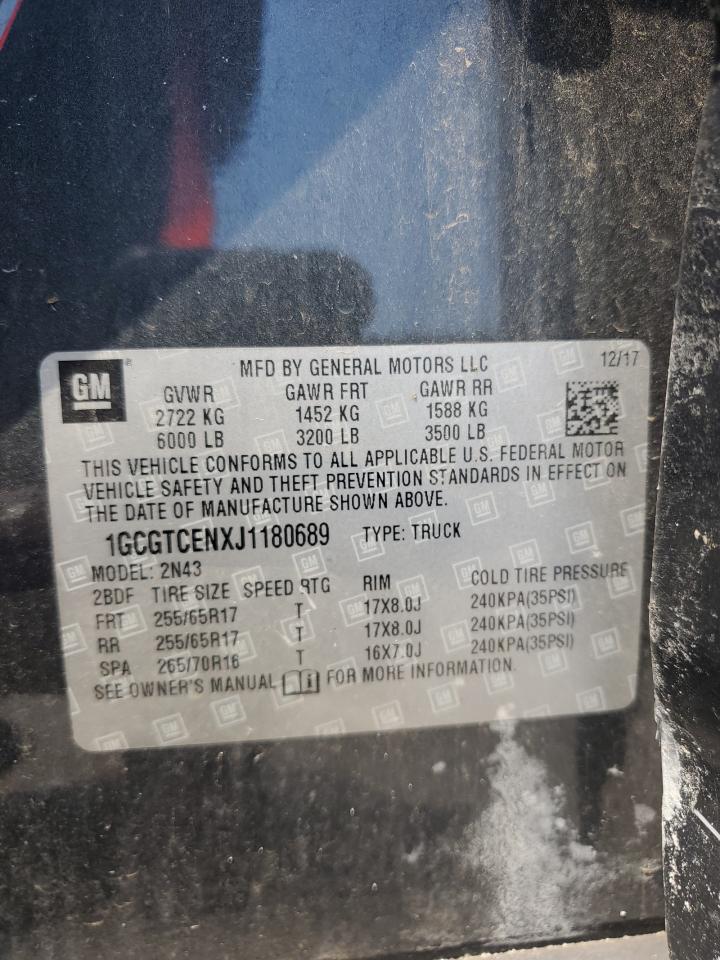 GM
MFD BY GENERAL MOTORS LLC 12/17
GVWR GAWR FRT GAWR RR
2722 KG 1452 KG 1588 KG
6000 LB 3200 LB 3500 LB
THIS VEHICLE CONFORMS TO ALL APPLICABLE U.S. FEDERAL MOTOR
VEHICLE SAFETY AND THEFT PREVENTION STANDARDS IN EFFECT ON
THE DATE OF MANUFACTURE SHOWN ABOVE.
1GCGTCENXJ1180689 TYPE: TRUCK
MODEL: 2N43
2BDF TIRE SIZE SPEED RTG RIM COLD TIRE PRESSURE
FRT 255/65R17 T 17X8.0J 240KPA(35PSI)
RR 255/65R17 T 17X8.0J 240KPA(35PSI)
SPA 265/70R16 T 16X7.0J 240KPA(35PSI)
SEE OWNER'S MANUAL FOR MORE INFORMATION.